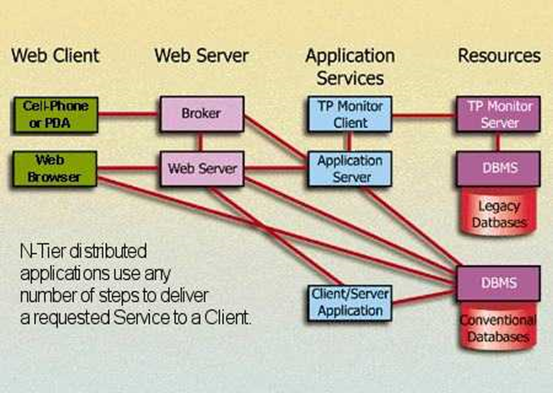 Web Client
Web Server
Application
Services
Resources
Cell-Phone
or PDA
Broker
TP Monitor
Client
TP Monitor
Server
Web
Browser
Web Server
Application
Server
DBMS
Legacy
Datbases
N-Tier distributed
applications use any
number of steps to deliver
a requested Service to a Client.
Client/Server
Application
DBMS
Conventional
Databases